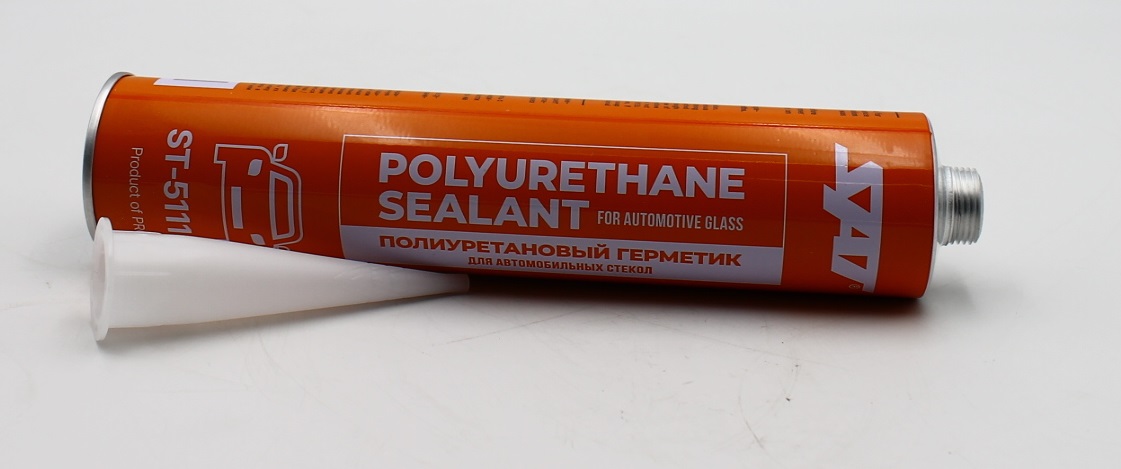 POLYURETHANE
SEALANT FOR AUTOMOTIVE GLASS
ПОЛИУРЕТАНОВЫЙ ГЕРМЕТИК
ДЛЯ АВТОМОБИЛЬНЫХ СТЕКОЛ
ST-5111
Product of PR